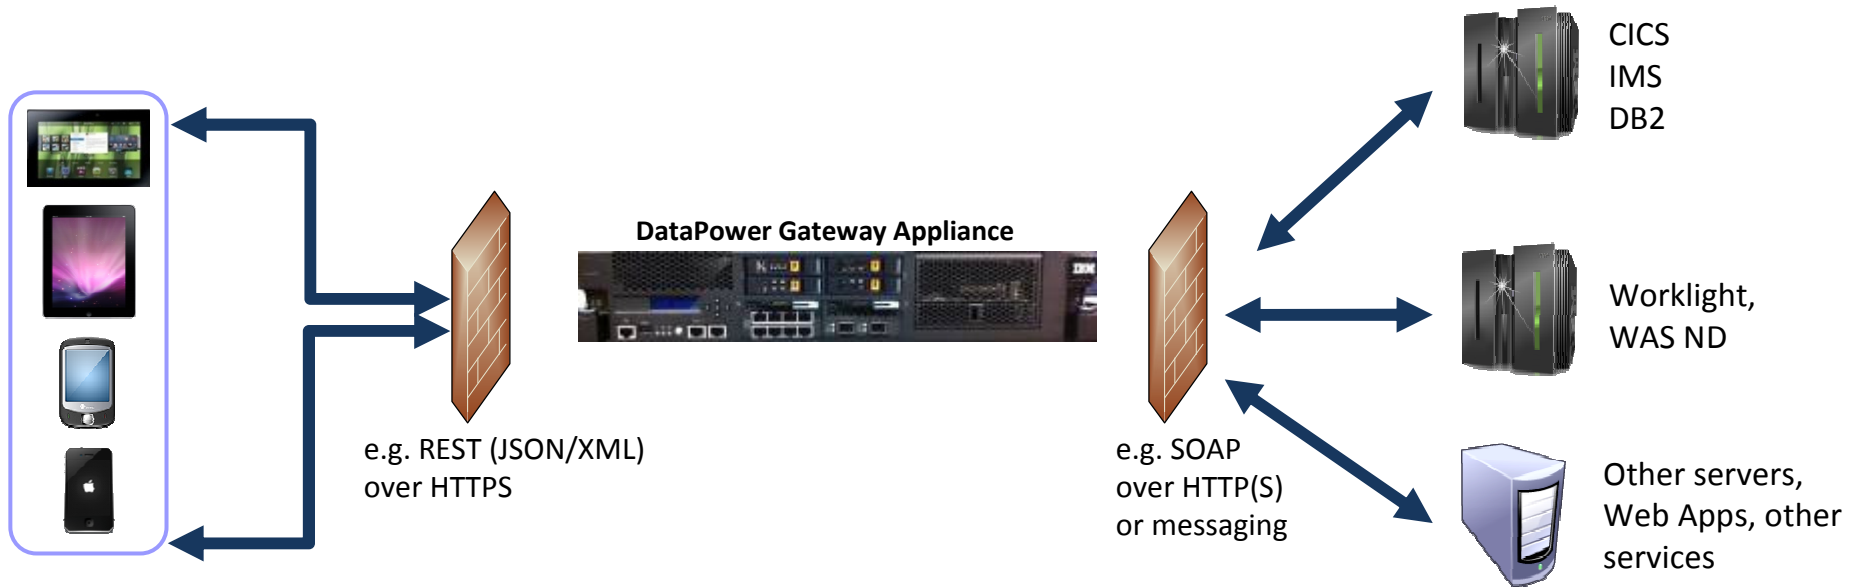 CICS
IMS
DB2
DataPower Gateway Appliance
IBM
Worklight,
WAS ND
e.g. REST (JSON/XML)
over HTTPS
e.g. SOAP
over HTTP(S)
or messaging
Other servers,
Web Apps, other
services